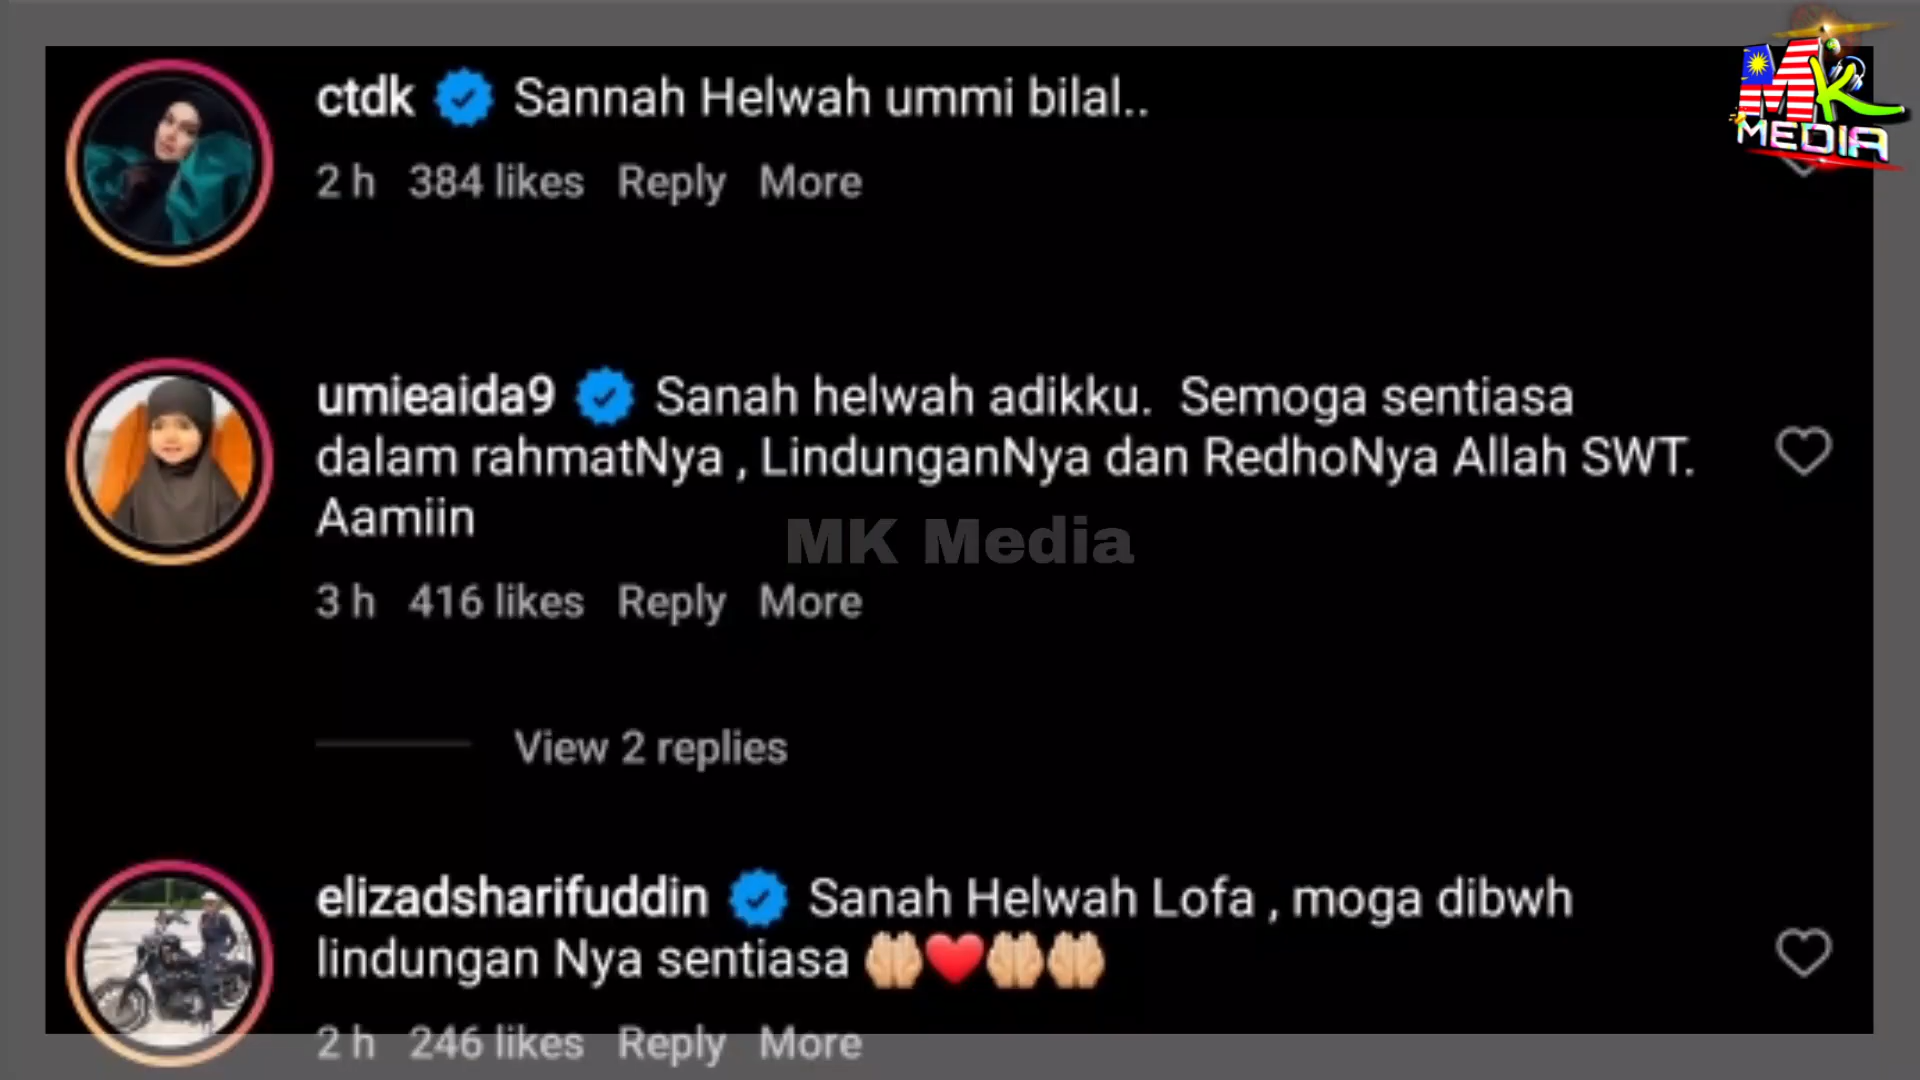 MK
MEDIA
ctdk Sannah Helwah ummi bilal..
2 h 384 likes Reply More
umieaida9 Sanah helwah adikku. Semoga sentiasa
dalam rahmatNya , LindunganNya dan RedhoNya Allah SWT.
Aamiin
MK Media
3 h 416 likes Reply More
View 2 replies
elizadsharifuddin Sanah Helwah Lofa , moga dibwh
lindungan Nya sentiasa 🤲🏻❤️🤲🏻🤲🏻
2 h 246 likes Reply More